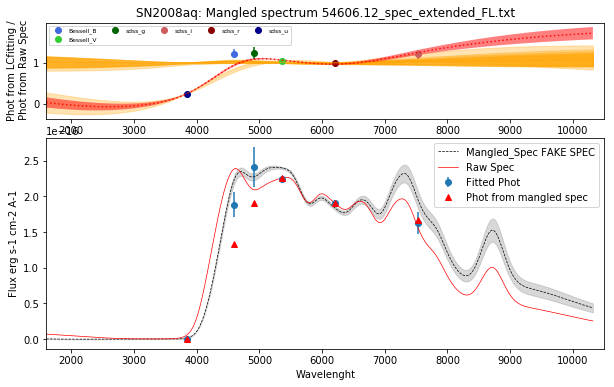 SN2008aq: Mangled spectrum 54606.12_spec_extended_FL.txt
Phot from LCfitting /
Phot from Raw Spec
Bessell_B sdss_g sdss_i sdss_r sdss_u
Bessell_V
1
0
2000 3000 4000 5000 6000 7000 8000 9000 10000
1e−16
Mangled_Spec FAKE SPEC
Raw Spec
Fitted Phot
Phot from mangled spec
Flux erg s-1 cm-2 A-1
2.5
2.0
1.5
1.0
0.5
0.0
2000 3000 4000 5000 6000 7000 8000 9000 10000
Wavelenght